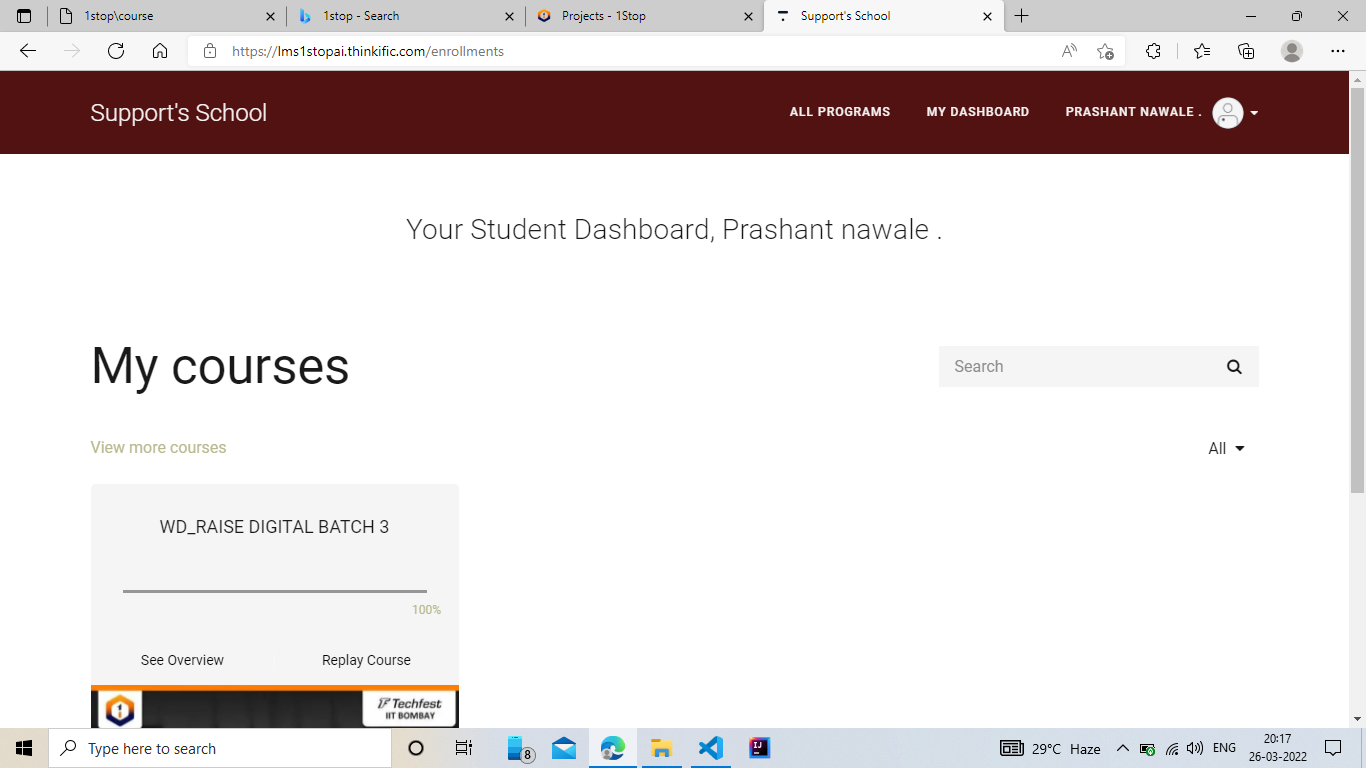 1stop\course
1stop - Search
Projects - 1Stop
Support's School
https://lms1stopai.thinkific.com/enrollments
Support's School
ALL PROGRAMS
MY DASHBOARD
PRASHANT NAWALE .
Your Student Dashboard, Prashant nawale .
My courses
Search
View more courses
All
WD_RAISE DIGITAL BATCH 3
100%
See Overview
Replay Course
Techfest
IIT BOMBAY
Type here to search
8
29°C Haze
ENG
20:17
26-03-2022